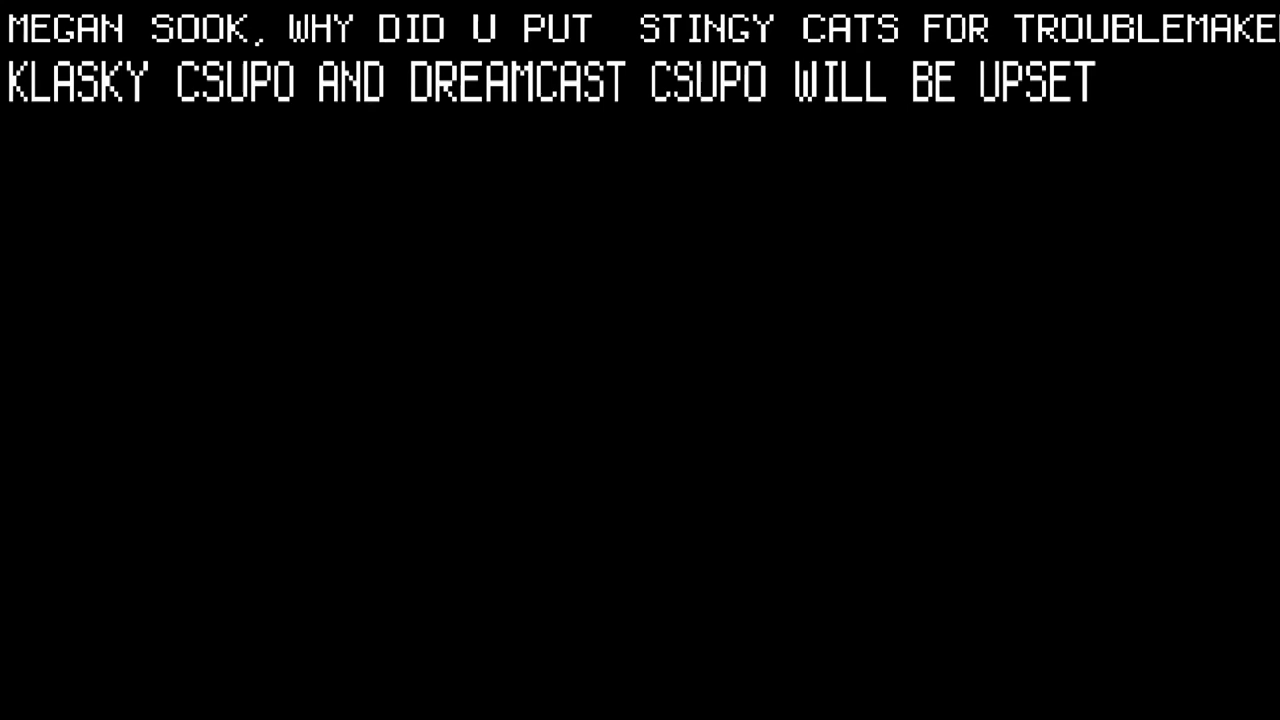 MEGAN SOOK, WHY DID U PUT  STINGY CATS FOR TROUBLEMAKE
KLASKY CSUPO AND DREAMCAST CSUPO WILL BE UPSET